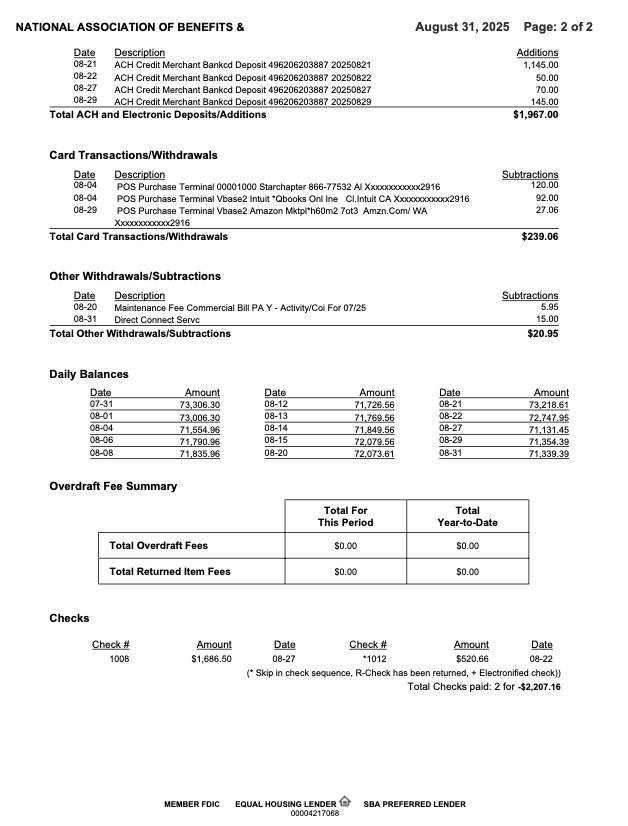 NATIONAL ASSOCIATION OF BENEFITS & August 31, 2025 Page: 2 of 2
Date Description Additions
08-21 ACH Credit Merchant Bankcd Deposit 496206203887 20250821 1,145.00
08-22 ACH Credit Merchant Bankcd Deposit 496206203887 20250822 50.00
08-27 ACH Credit Merchant Bankcd Deposit 496206203887 20250827 70.00
08-29 ACH Credit Merchant Bankcd Deposit 496206203887 20250829 145.00
Total ACH and Electronic Deposits/Additions $1,967.00
Card Transactions/Withdrawals
Date Description Subtractions
08-04 POS Purchase Terminal 00001000 Starchapter 866-77532 Al Xxxxxxxxxxxx2916 120.00
08-04 POS Purchase Terminal Vbase2 Intuit *Qbooks Onl Ine Cl.Intuit CA Xxxxxxxxxxxx2916 92.00
08-29 POS Purchase Terminal Vbase2 Amazon Mktpl*h60m2 7ot3 Amzn.Com/ WA 27.06
Xxxxxxxxxxxx2916
Total Card Transactions/Withdrawals $239.06
Other Withdrawals/Subtractions
Date Description Subtractions
08-20 Maintenance Fee Commercial Bill PA Y - Activity/Coi For 07/25 5.95
08-31 Direct Connect Servc 15.00
Total Other Withdrawals/Subtractions $20.95
Daily Balances
Date Amount Date Amount Date Amount
07-31 73,306.30 08-12 71,726.56 08-21 73,218.61
08-01 73,006.30 08-13 71,769.56 08-22 72,747.95
08-04 71,554.96 08-14 71,849.56 08-27 71,131.45
08-06 71,790.96 08-15 72,079.56 08-29 71,354.39
08-08 71,835.96 08-20 72,073.61 08-31 71,339.39
Overdraft Fee Summary
Total For Total
This Period Year-to-Date
Total Overdraft Fees $0.00 $0.00
Total Returned Item Fees $0.00 $0.00
Checks
Check # Amount Date Check # Amount Date
1008 $1,686.50 08-27 *1012 $520.66 08-22
(* Skip in check sequence, R-Check has been returned, + Electronified check))
Total Checks paid: 2 for -$2,207.16
MEMBER FDIC EQUAL HOUSING LENDER SBA PREFERRED LENDER
00004217068